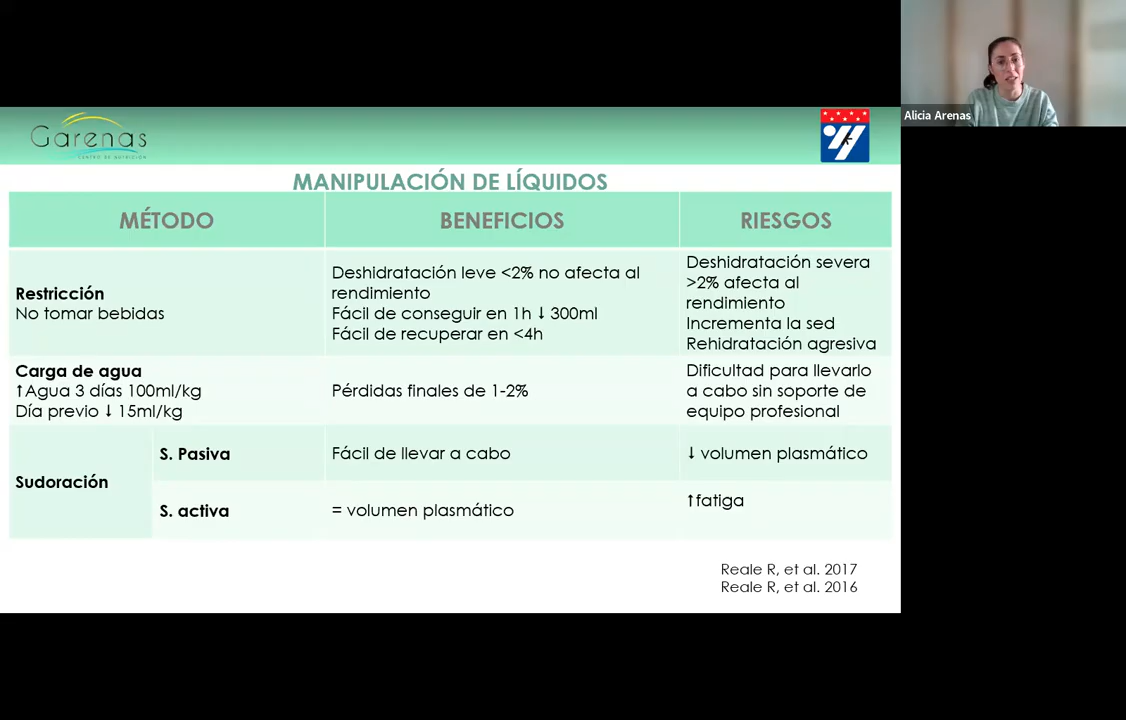 Alicia Arenas
Garenas
CENTRO DE NUTRICIÓN
MANIPULACIÓN DE LÍQUIDOS
MÉTODO
BENEFICIOS
RIESGOS
Restricción
No tomar bebidas
Deshidratación leve <2% no afecta al
rendimiento
Fácil de conseguir en 1h ↓ 300ml
Fácil de recuperar en <4h
Deshidratación severa
>2% afecta al
rendimiento
Incrementa la sed
Rehidratación agresiva
Carga de agua
↑Agua 3 días 100ml/kg
Día previo ↓ 15ml/kg
Pérdidas finales de 1-2%
Dificultad para llevarlo
a cabo sin soporte de
equipo profesional
Sudoración
S. Pasiva
Fácil de llevar a cabo
↓ volumen plasmático
S. activa
= volumen plasmático
↑fatiga
Reale R, et al. 2017
Reale R, et al. 2016